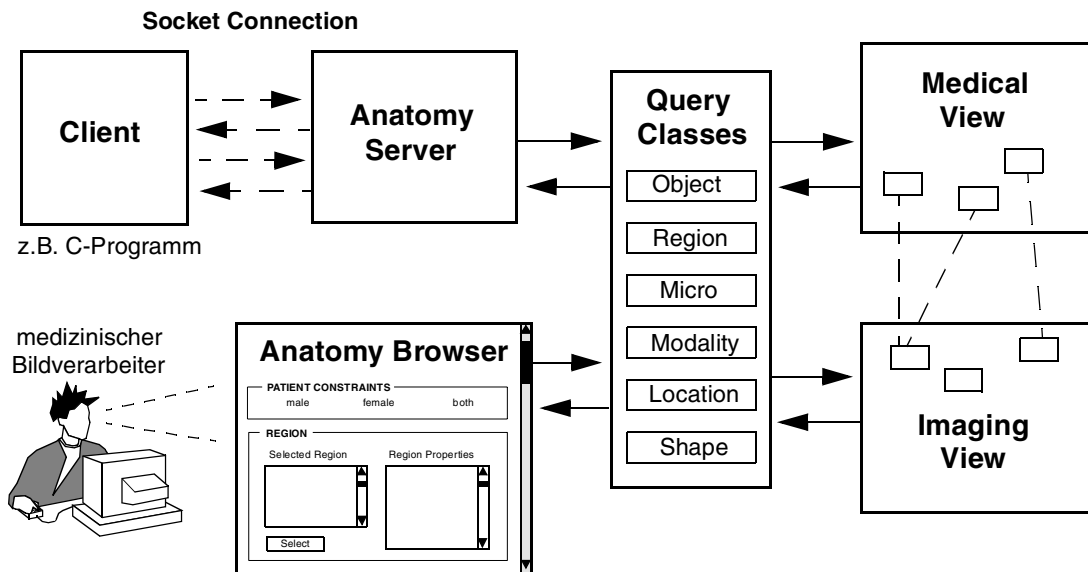 Socket Connection
Client
z.B. C-Programm
Anatomy
Server
Query
Classes
Object
Region
Micro
Modality
Location
Shape
Medical
View
Imaging
View
medizinischer
Bildverarbeiter
Anatomy Browser
PATIENT CONSTRAINTS
male female both
REGION
Selected Region Region Properties
Select